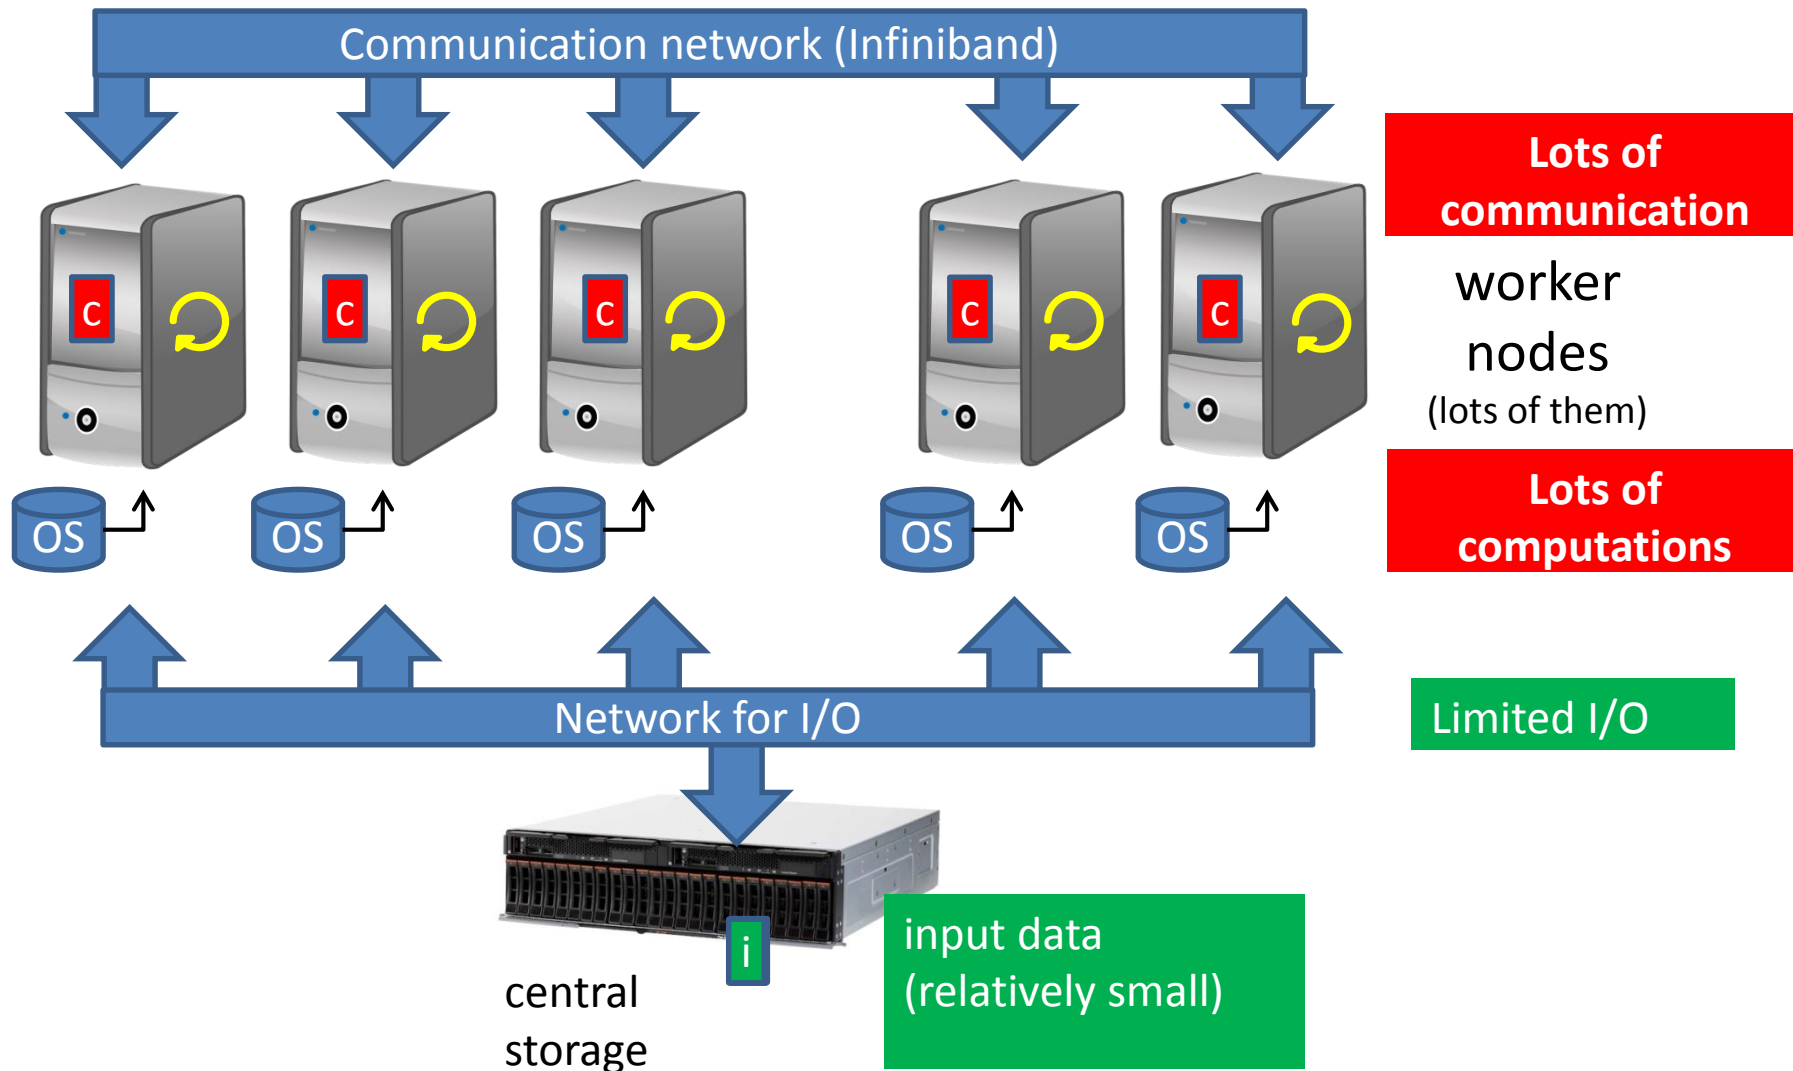 Communication network (Infiniband)
Lots of
communication
worker
nodes
(lots of them)
c
c
c
c
c
OS
OS
OS
OS
OS
Lots of
computations
Network for I/O
Limited I/O
i
input data
(relatively small)
central
storage